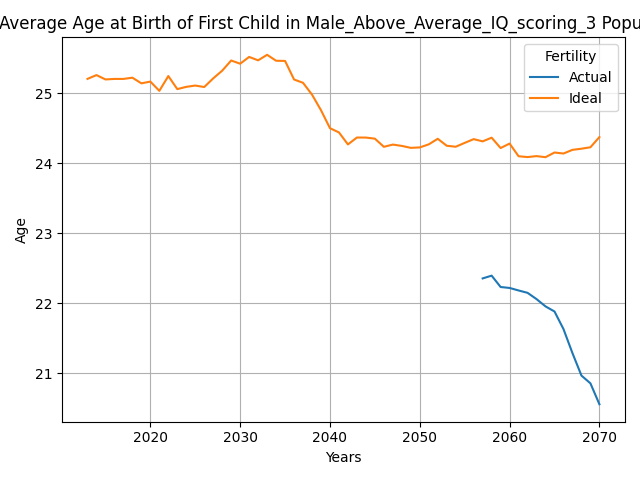 Average Age at Birth of First Child in Male_Above_Average_IQ_scoring_3 Popu
Fertility
Actual
Ideal
25
24
23
22
21
Age
2020 2030 2040 2050 2060 2070
Years